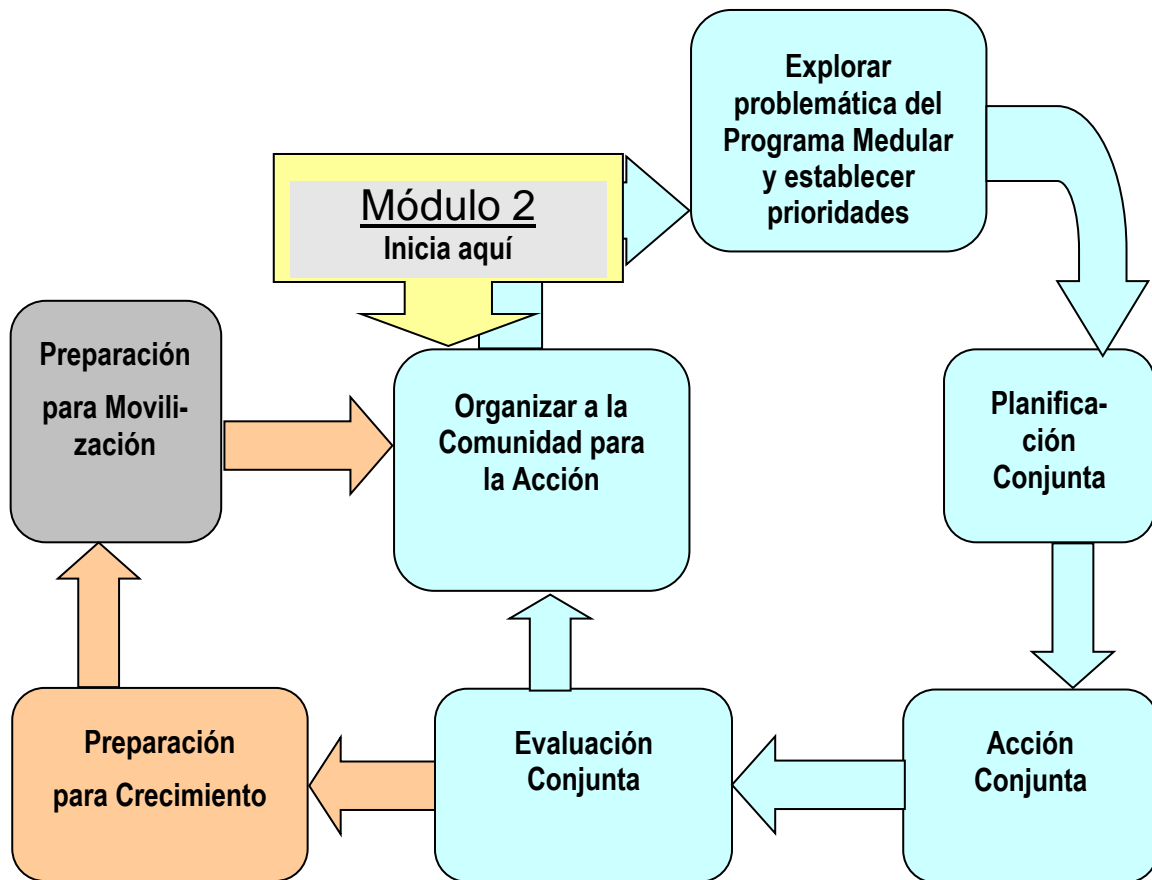 Explorar
problemática del
Programa Medular
y establecer
prioridades
Módulo 2
Inicia aquí
Preparación
para Movili-
zación
Organizar a la
Comunidad para
la Acción
Planifica-
ción
Conjunta
Preparación
para Crecimiento
Evaluación
Conjunta
Acción
Conjunta